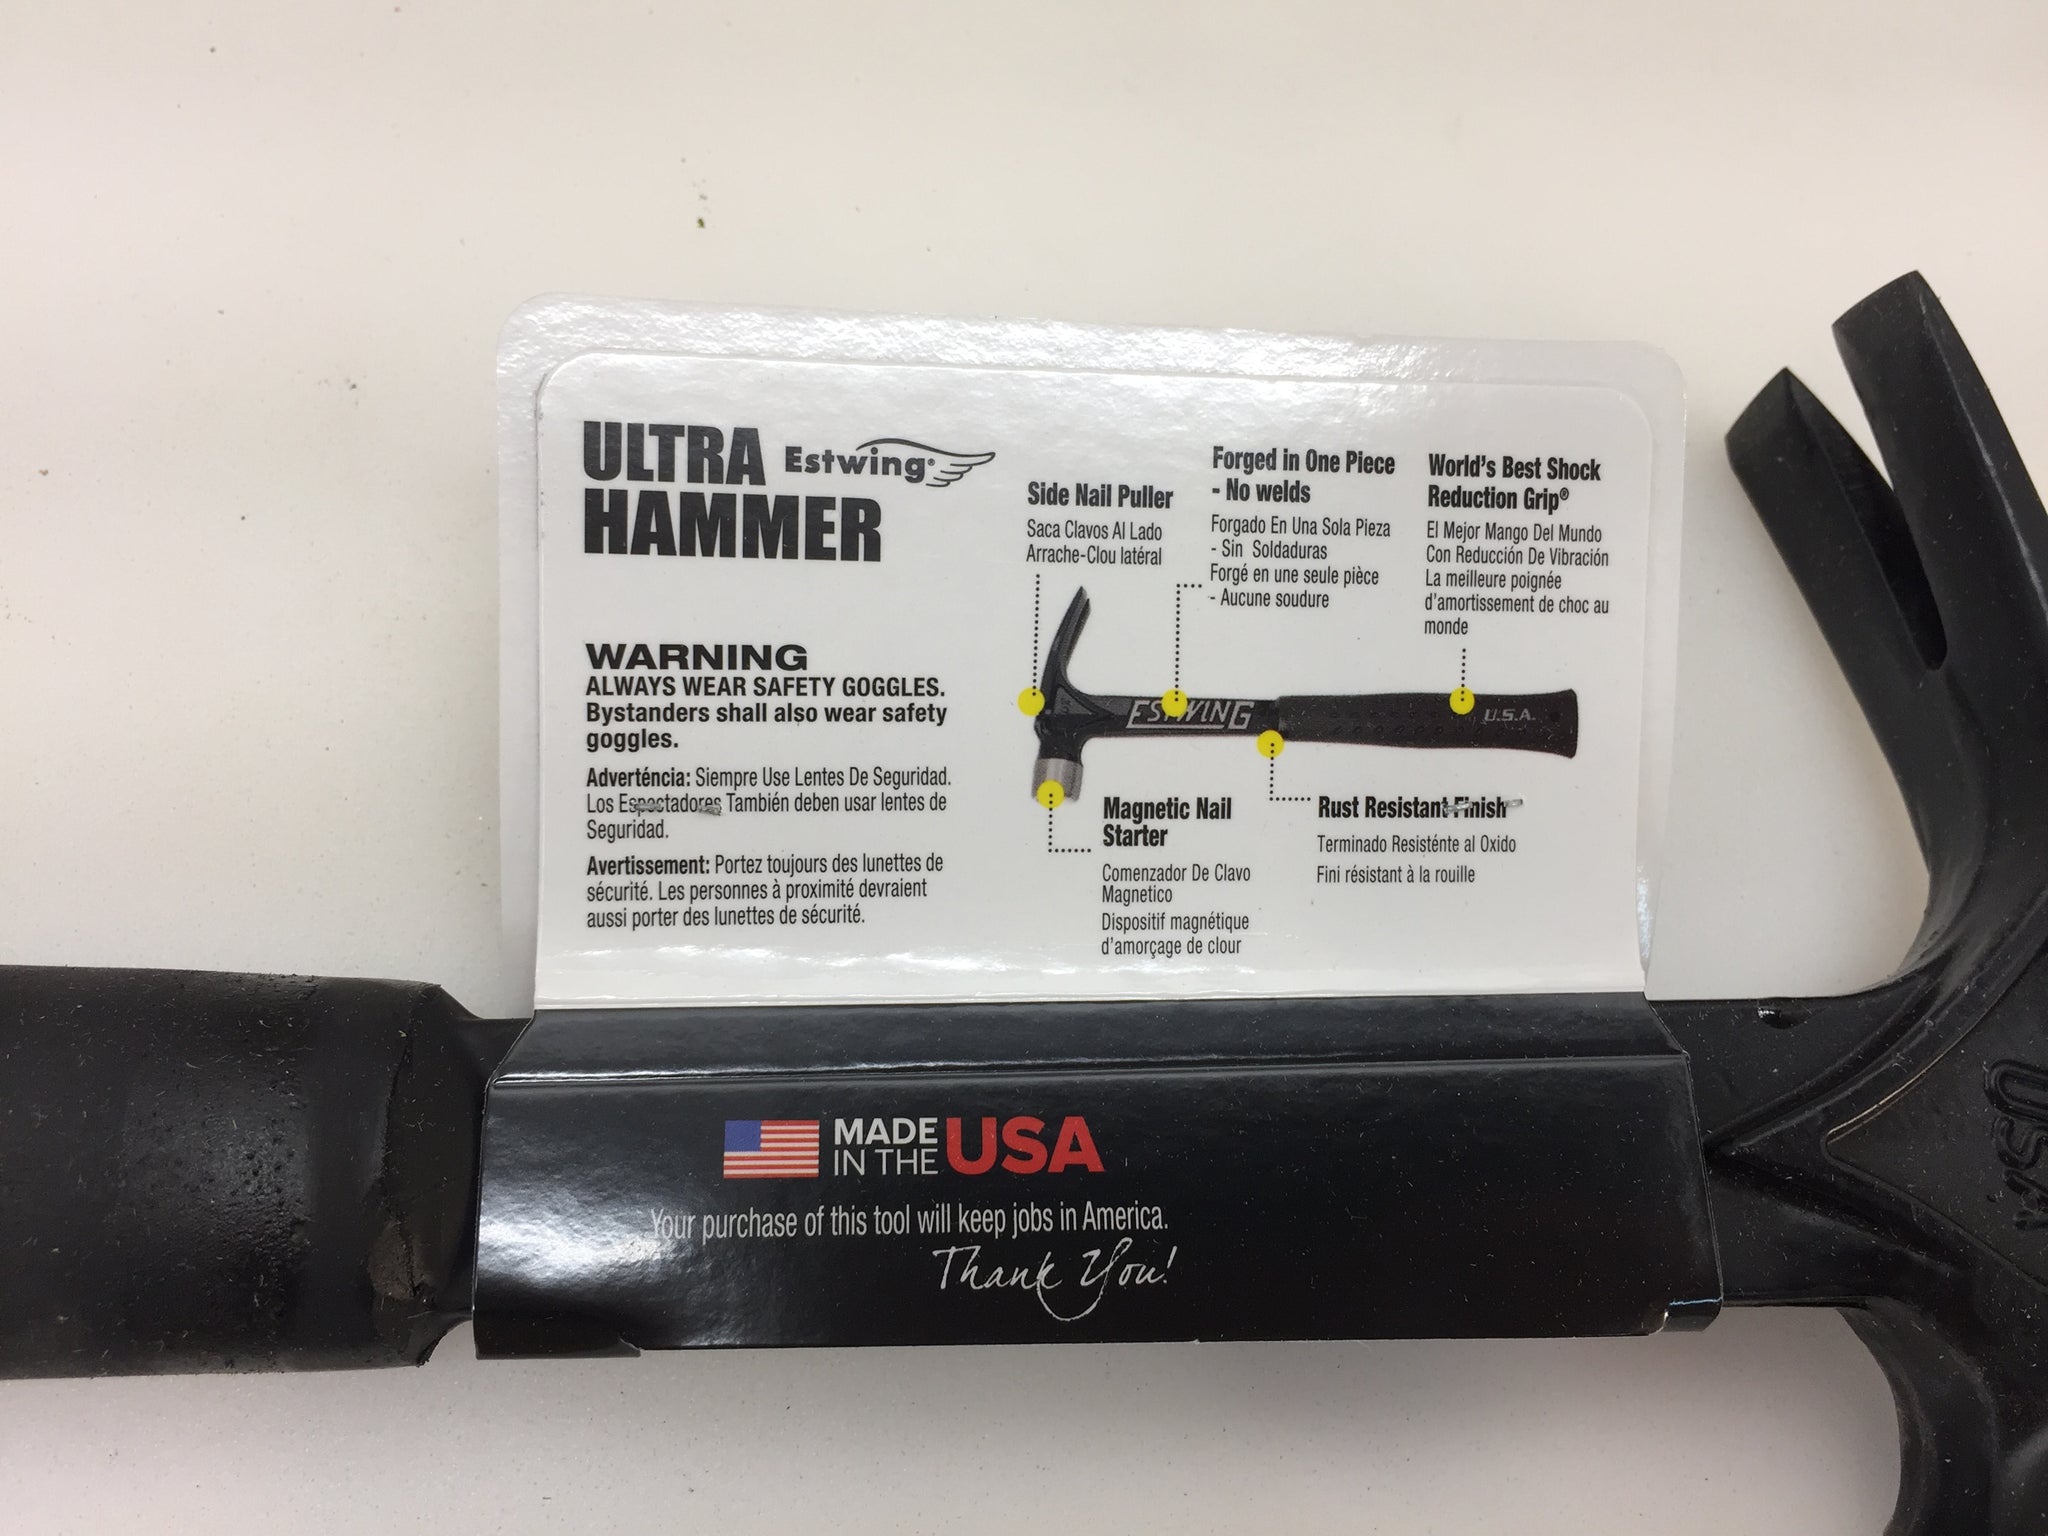 ULTRA
HAMMER
Estwing®
WARNING
ALWAYS WEAR SAFETY GOGGLES.
Bystanders shall also wear safety
goggles.
Adverténcia: Siempre Use Lentes De Seguridad.
Los Espectadores También deben usar lentes de
Seguridad.
Avertissement: Portez toujours des lunettes de
sécurité. Les personnes à proximité devraient
aussi porter des lunettes de sécurité.
Side Nail Puller
Saca Clavos Al Lado
Arrache-Clou latéral
Forged in One Piece
- No welds
Forgado En Una Sola Pieza
- Sin Soldaduras
Forgé en une seule pièce
- Aucune soudure
World's Best Shock
Reduction Grip®
El Mejor Mango Del Mundo
Con Reducción De Vibración
La meilleure poignée
d'amortissement de choc au
monde
ESTWING
U.S.A.
Magnetic Nail
Starter
Comenzador De Clavo
Magnetico
Dispositif magnétique
d'amorçage de clour
Rust Resistant Finish
Terminado Resisténte al Oxido
Fini résistant à la rouille
MADE
IN THE USA
Your purchase of this tool will keep jobs in America.
Thank You!
USA